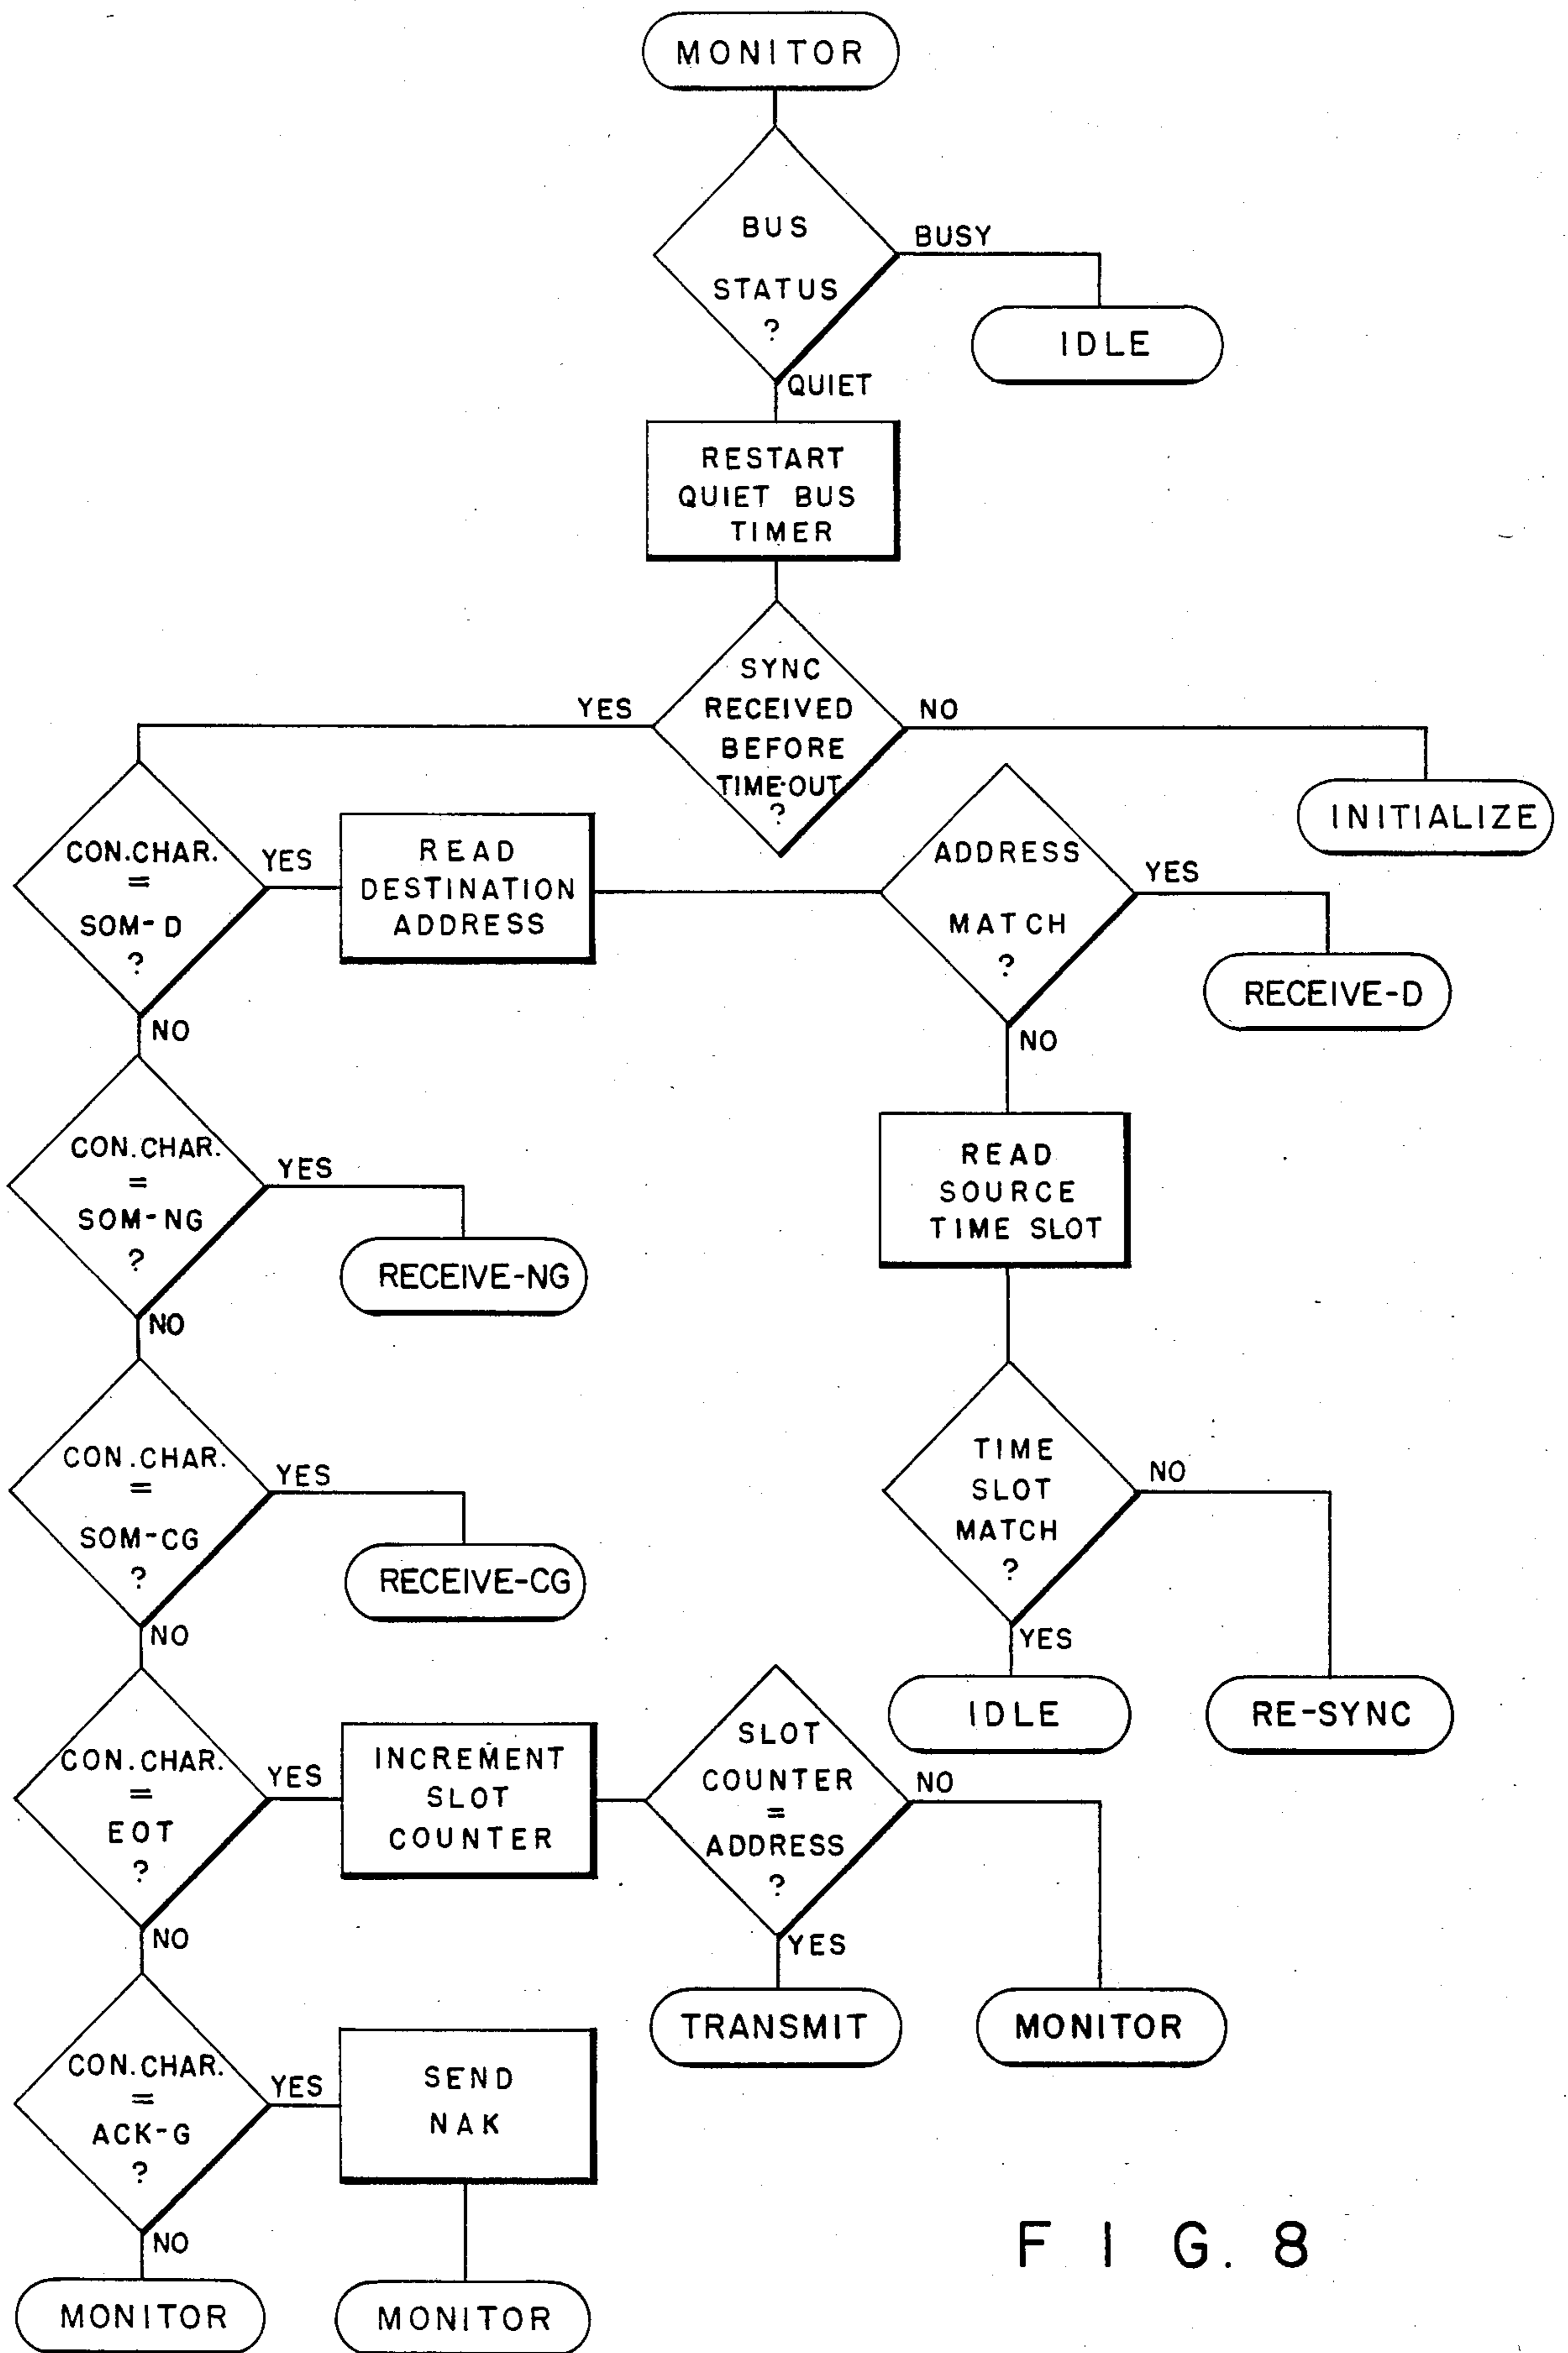 MONITOR
BUS
STATUS
?
BUSY
IDLE
QUIET
RESTART
QUIET BUS
TIMER
SYNC
RECEIVED
BEFORE
TIME-OUT
?
YES
NO
INITIALIZE
CON.CHAR.
=
SOM-D
?
YES
READ
DESTINATION
ADDRESS
ADDRESS
MATCH
?
YES
RECEIVE-D
NO
NO
READ
SOURCE
TIME SLOT
CON.CHAR.
=
SOM-NG
?
YES
RECEIVE-NG
NO
CON.CHAR.
=
SOM-CG
?
YES
RECEIVE-CG
NO
TIME
SLOT
MATCH
?
NO
YES
IDLE
RE-SYNC
CON.CHAR.
=
EOT
?
YES
INCREMENT
SLOT
COUNTER
SLOT
COUNTER
=
ADDRESS
?
NO
YES
TRANSMIT
MONITOR
NO
CON.CHAR.
=
ACK-G
?
YES
SEND
NAK
NO
MONITOR
MONITOR
FIG. 8